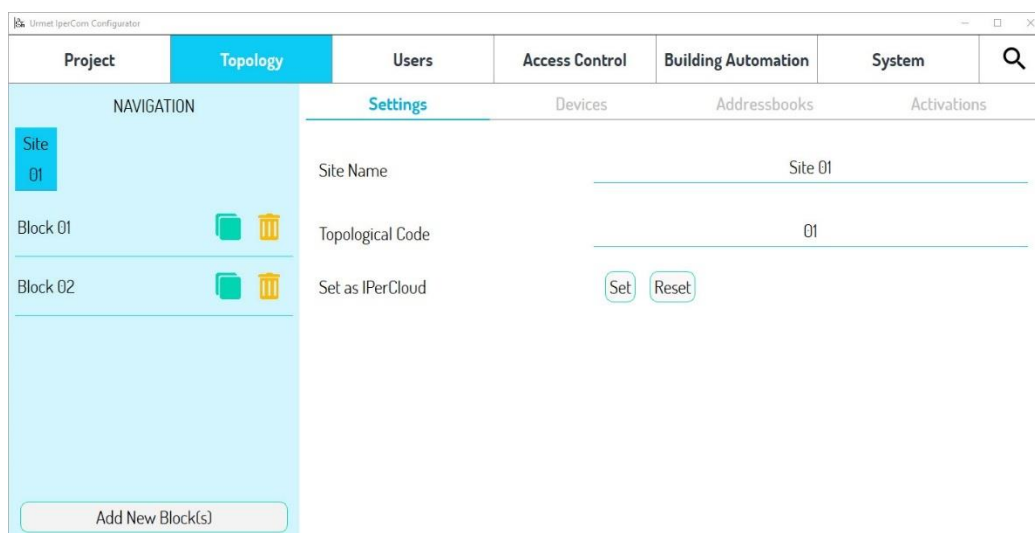 Urmet IperCom Configurator
Project Topology Users Access Control Building Automation System
NAVIGATION
Settings Devices Addressbooks Activations
Site
01
Site Name Site 01
Block 01
Topological Code 01
Block 02
Set as IPerCloud Set Reset
Add New Block(s)